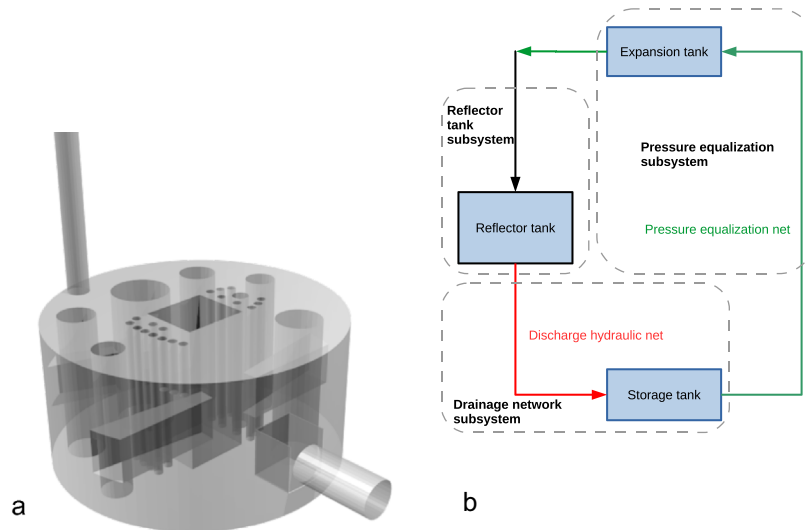 Expansion tank
Reflector
tank
subsystem
Pressure equalization
subsystem
Reflector tank
Pressure equalization net
Discharge hydraulic net
Storage tank
Drainage network
subsystem
a
b